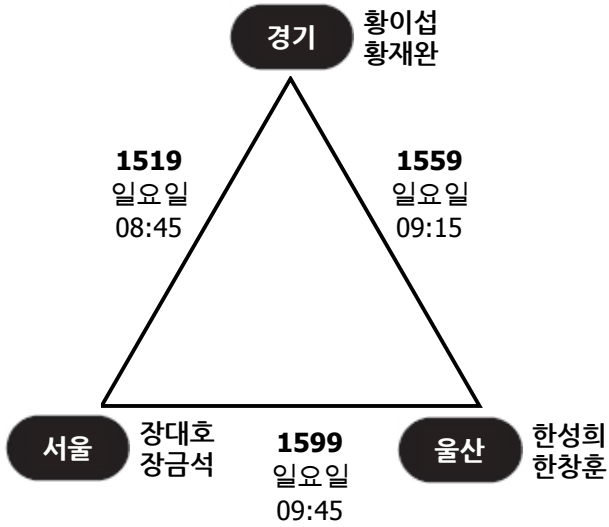 경기
황이섭
황재완
1519
일요일
08:45
1559
일요일
09:15
서울
장대호
장금석
1599
일요일
09:45
울산
한성희
한창훈